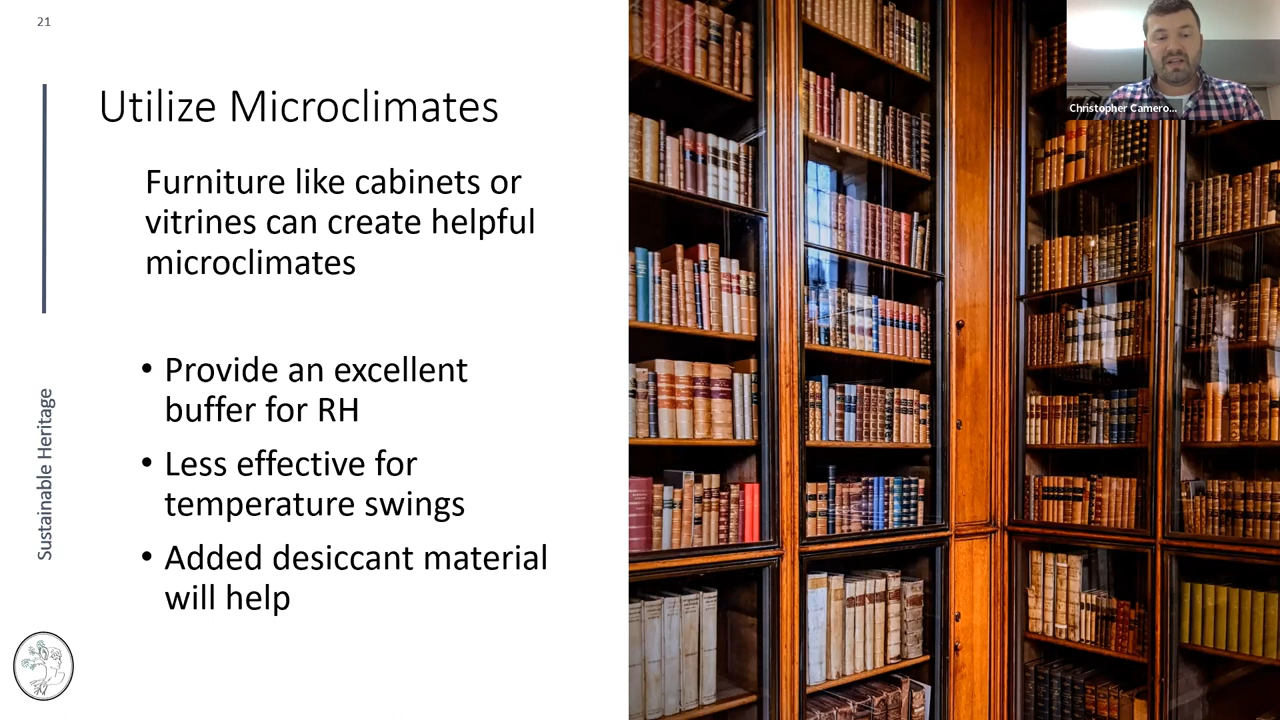 21
Utilize Microclimates
Furniture like cabinets or
vitrines can create helpful
microclimates
• Provide an excellent
buffer for RH
• Less effective for
temperature swings
• Added desiccant material
will help
Sustainable Heritage
Christopher Camero...